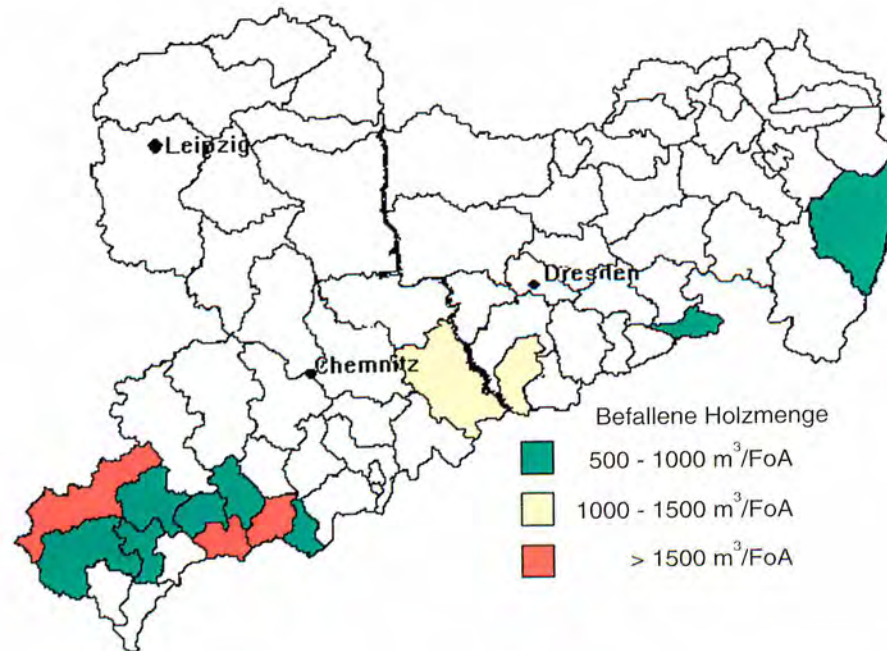 Leipzig
Dresden
Chemnitz
Befallene Holzmenge
500 - 1000 m³/FoA
1000 - 1500 m³/FoA
> 1500 m³/FoA